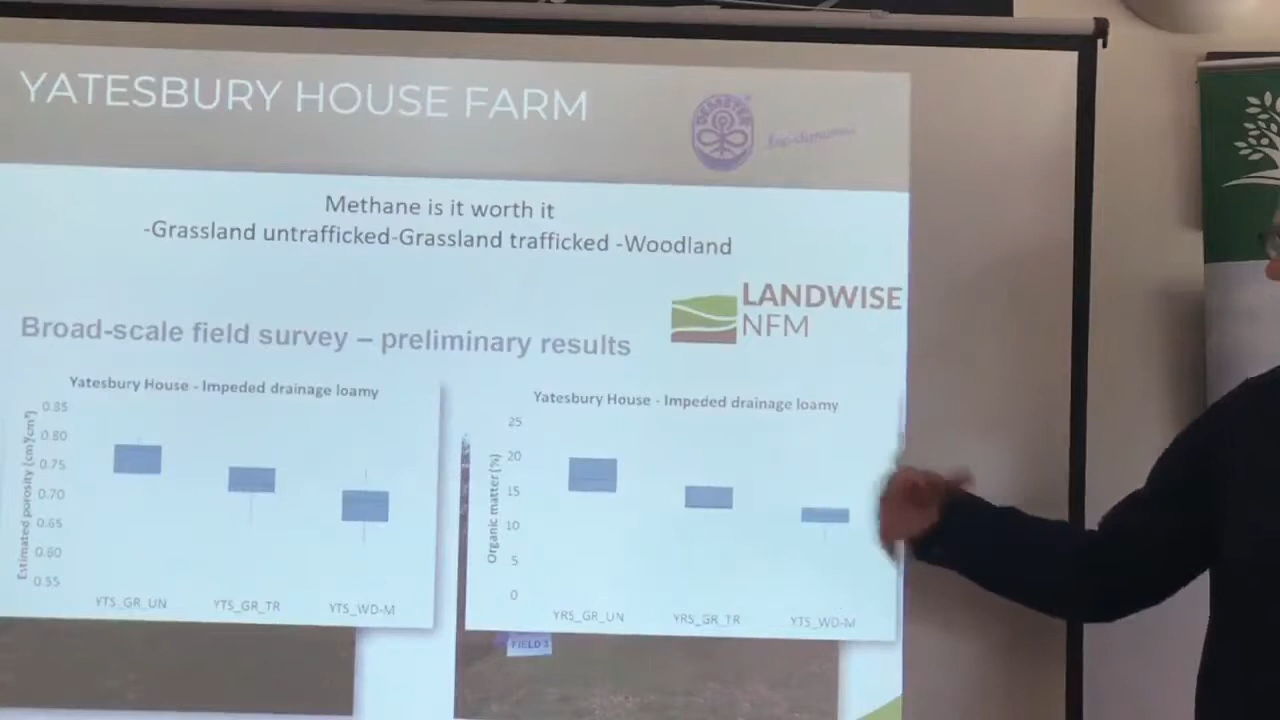 YATESBURY HOUSE FARM
DEMETER
Methane is it worth it
-Grassland untrafficked-Grassland trafficked -Woodland
LANDWISE
NFM
Broad-scale field survey – preliminary results
Yatesbury House - Impeded drainage loamy
Estimated porosity (cm³/cm³)
0.85
0.80
0.75
0.70
0.65
0.60
0.55
YTS_GR_UN
YTS_GR_TR
YTS_WD-M
Yatesbury House - Impeded drainage loamy
Organic matter (%)
25
20
15
10
5
0
YRS_GR_UN
YRS_GR_TR
YTS_WD-M
FIELD 3